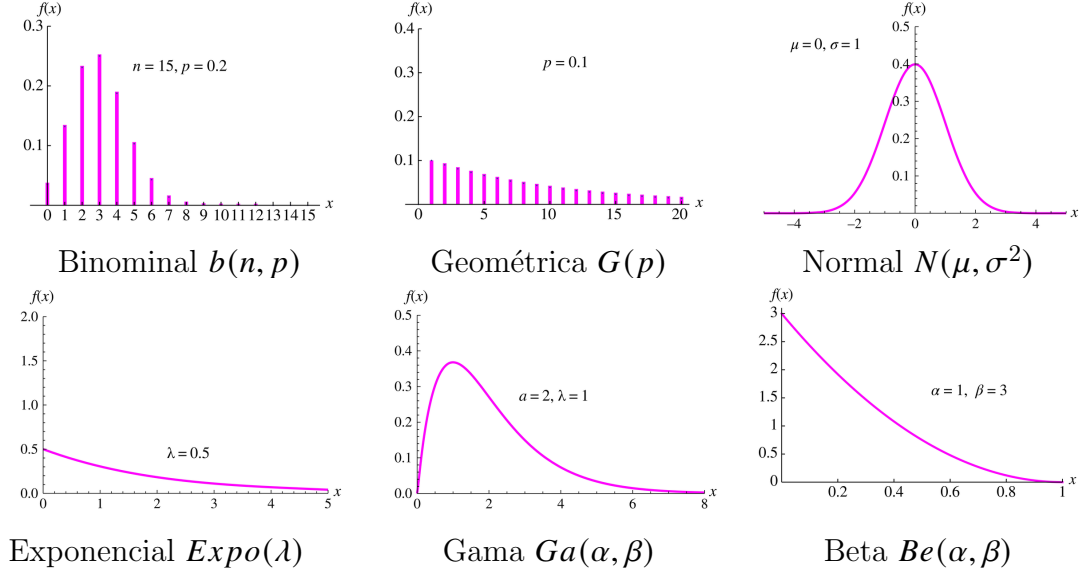 f(x)
0.3
0.2
0.1
n = 15, p = 0.2
0 1 2 3 4 5 6 7 8 9 10 11 12 13 14 15
x
Binominal b(n, p)
f(x)
0.4
0.3
0.2
0.1
p = 0.1
0 5 10 15 20
x
Geométrica G(p)
f(x)
0.5
0.4
0.3
0.2
0.1
μ = 0, σ = 1
−4 −2 0 2 4
x
Normal N(μ, σ²)
f(x)
2.0
1.5
1.0
0.5
0.0
λ = 0.5
0 1 2 3 4 5
x
Exponencial Expo(λ)
f(x)
0.5
0.4
0.3
0.2
0.1
0.0
a = 2, λ = 1
0 2 4 6 8
x
Gama Ga(α, β)
f(x)
3
2.5
2
1.5
1
0.5
0
α = 1, β = 3
0.2 0.4 0.6 0.8 1
x
Beta Be(α, β)